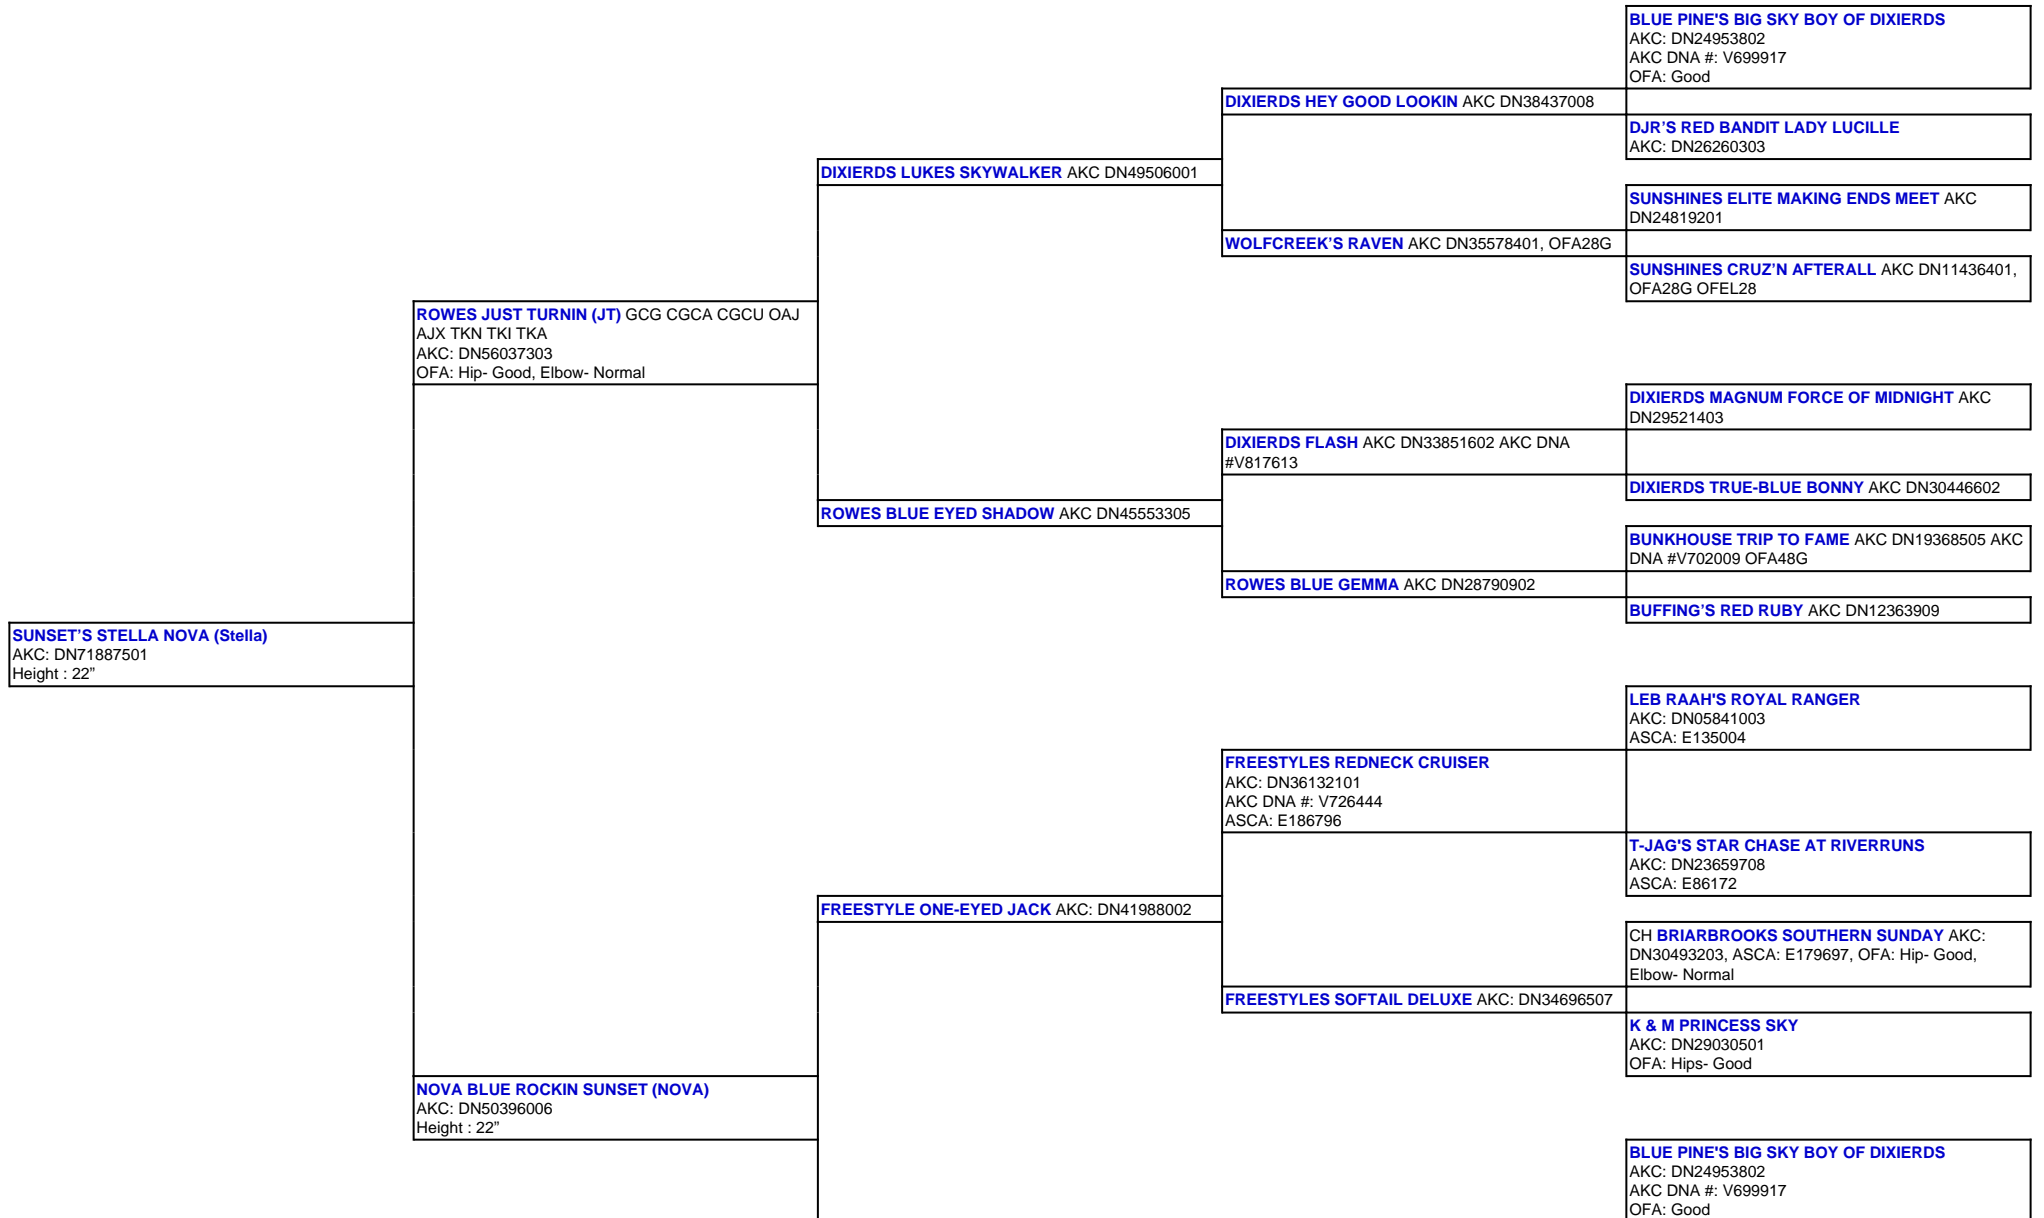 BLUE PINE'S BIG SKY BOY OF DIXIERDS
AKC: DN24953802
AKC DNA #: V699917
OFA: Good
DIXIERDS HEY GOOD LOOKIN AKC DN38437008
DJR’S RED BANDIT LADY LUCILLE
AKC: DN26260303
DIXIERDS LUKES SKYWALKER AKC DN49506001
SUNSHINES ELITE MAKING ENDS MEET AKC
DN24819201
WOLFCREEK’S RAVEN AKC DN35578401, OFA28G
SUNSHINES CRUZ’N AFTERALL AKC DN11436401,
OFA28G OFEL28
ROWES JUST TURNIN (JT) GCG CGCA CGCU OAJ
AJX TKN TKI TKA
AKC: DN56037303
OFA: Hip- Good, Elbow- Normal
DIXIERDS MAGNUM FORCE OF MIDNIGHT AKC
DN29521403
DIXIERDS FLASH AKC DN33851602 AKC DNA
#V817613
DIXIERDS TRUE-BLUE BONNY AKC DN30446602
ROWES BLUE EYED SHADOW AKC DN45553305
BUNKHOUSE TRIP TO FAME AKC DN19368505 AKC
DNA #V702009 OFA48G
ROWES BLUE GEMMA AKC DN28790902
BUFFING’S RED RUBY AKC DN12363909
SUNSET’S STELLA NOVA (Stella)
AKC: DN71887501
Height : 22”
LEB RAAH'S ROYAL RANGER
AKC: DN05841003
ASCA: E135004
FREESTYLES REDNECK CRUISER
AKC: DN36132101
AKC DNA #: V726444
ASCA: E186796
T-JAG'S STAR CHASE AT RIVERRUNS
AKC: DN23659708
ASCA: E86172
FREESTYLE ONE-EYED JACK AKC: DN41988002
CH BRIARBROOKS SOUTHERN SUNDAY AKC:
DN30493203, ASCA: E179697, OFA: Hip- Good,
Elbow- Normal
FREESTYLES SOFTAIL DELUXE AKC: DN34696507
K & M PRINCESS SKY
AKC: DN29030501
OFA: Hips- Good
NOVA BLUE ROCKIN SUNSET (NOVA)
AKC: DN50396006
Height : 22”
BLUE PINE'S BIG SKY BOY OF DIXIERDS
AKC: DN24953802
AKC DNA #: V699917
OFA: Good